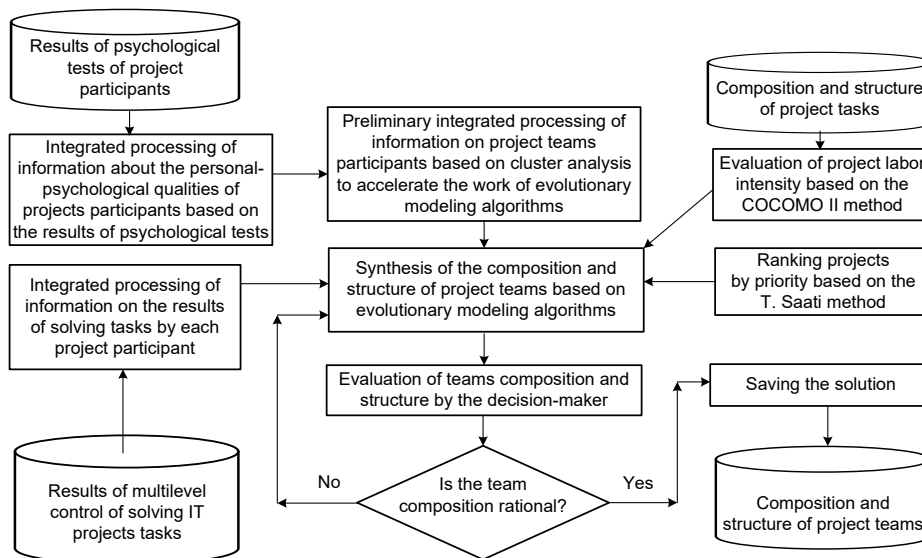 Results of psychological
tests of project
participants
Composition and structure
of project tasks
Integrated processing of
information about the personal-
psychological qualities of
projects participants based on
the results of psychological tests
Preliminary integrated processing of
information on project teams
participants based on cluster analysis
to accelerate the work of evolutionary
modeling algorithms
Evaluation of project labor
intensity based on the
COCOMO II method
Integrated processing of
information on the results
of solving tasks by each
project participant
Synthesis of the composition and
structure of project teams based on
evolutionary modeling algorithms
Ranking projects
by priority based on the
T. Saati method
Evaluation of teams composition and
structure by the decision-maker
Saving the solution
Results of multilevel
control of solving IT
projects tasks
No
Is the team
composition rational?
Yes
Composition and
structure of project teams